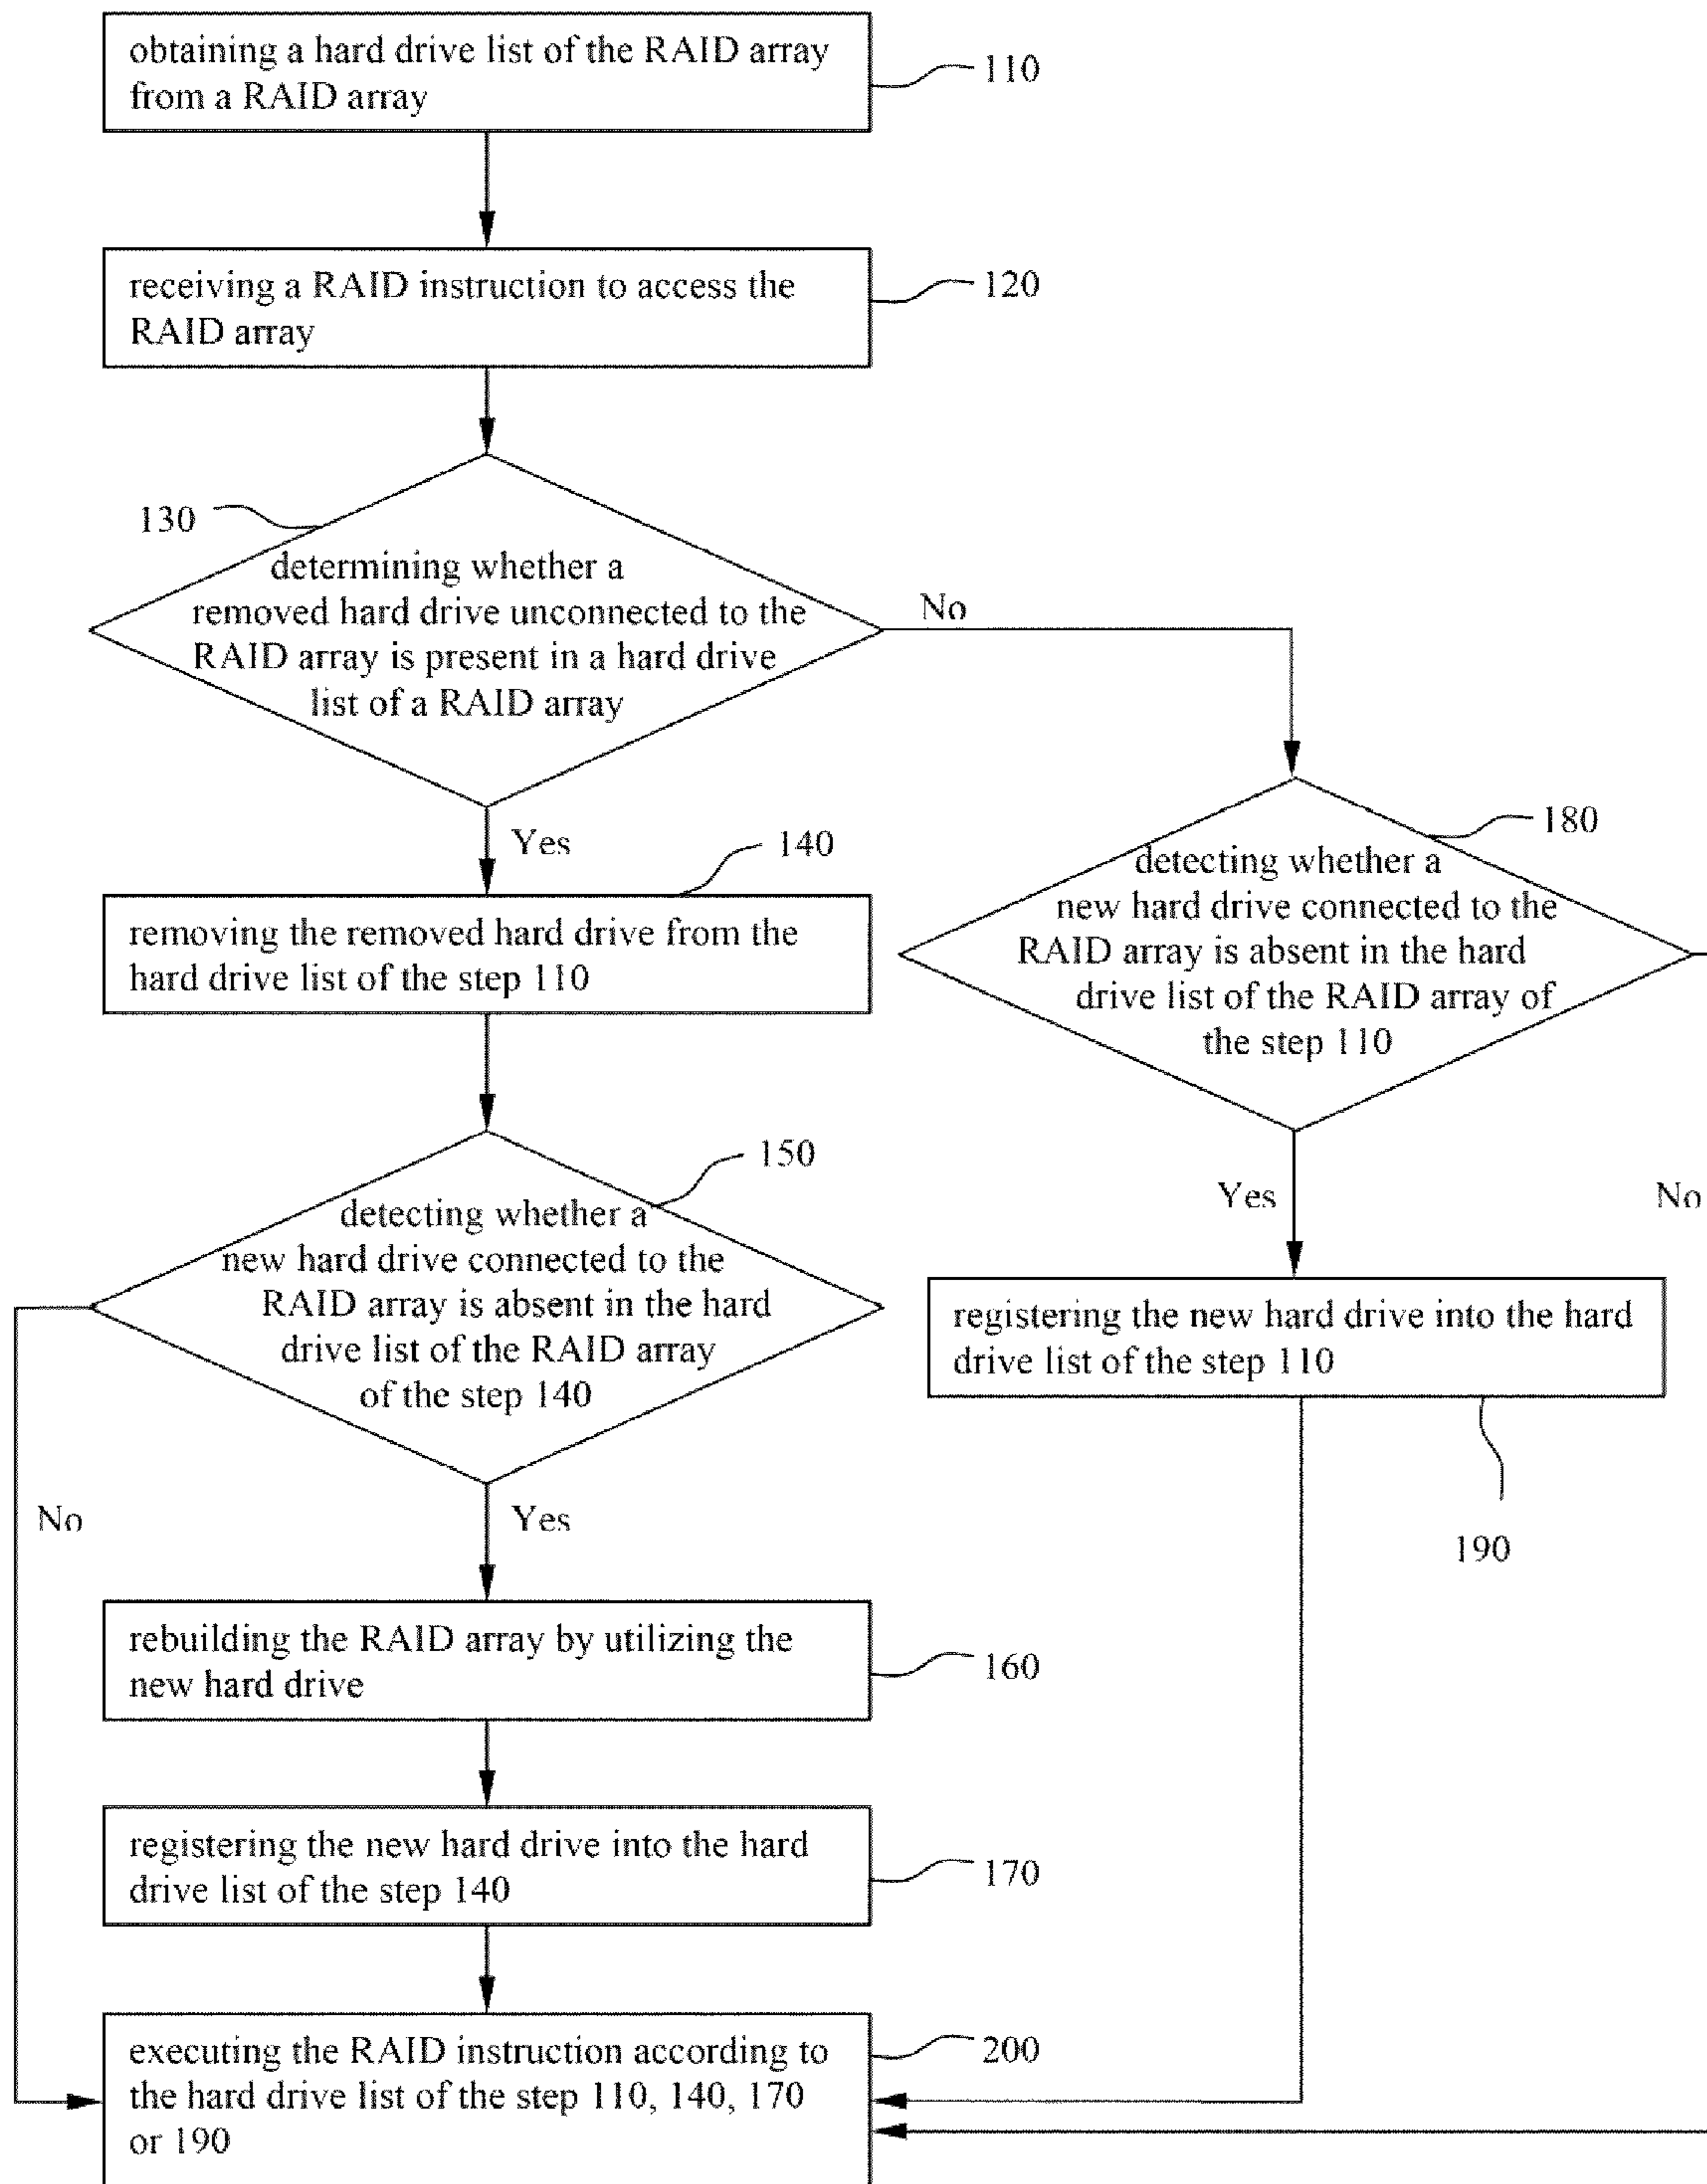 obtaining a hard drive list of the RAID array
from a RAID array
110
receiving a RAID instruction to access the
RAID array
120
130
determining whether a
removed hard drive unconnected to the
RAID array is present in a hard drive
list of a RAID array
No
Yes
140
removing the removed hard drive from the
hard drive list of the step 110
180
detecting whether a
new hard drive connected to the
RAID array is absent in the hard
drive list of the RAID array of
the step 110
Yes
No
150
detecting whether a
new hard drive connected to the
RAID array is absent in the hard
drive list of the RAID array
of the step 140
registering the new hard drive into the hard
drive list of the step 110
190
No
Yes
rebuilding the RAID array by utilizing the
new hard drive
160
registering the new hard drive into the hard
drive list of the step 140
170
executing the RAID instruction according to
the hard drive list of the step 110, 140, 170
or 190
200